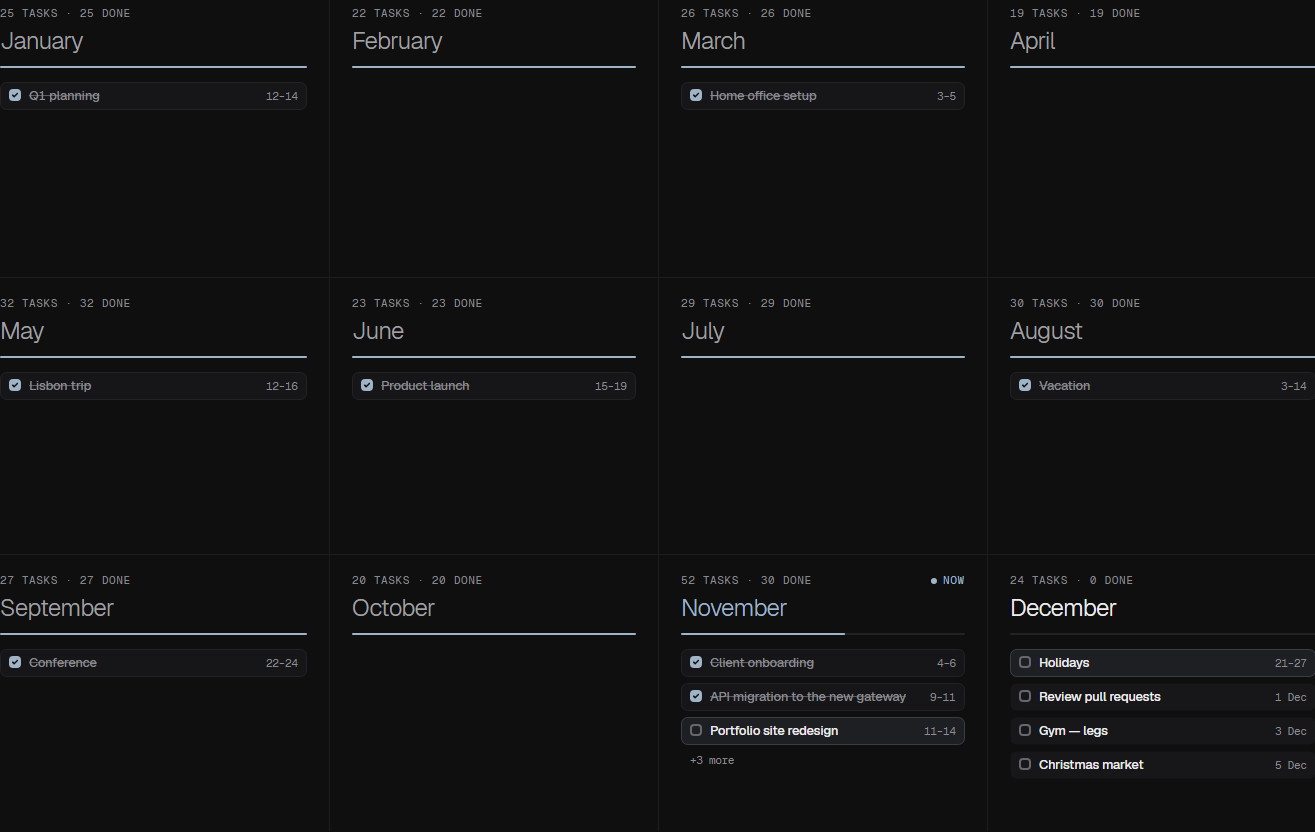 25 TASKS · 25 DONE
January
Q1 planning 12–14
22 TASKS · 22 DONE
February
26 TASKS · 26 DONE
March
Home office setup 3–5
19 TASKS · 19 DONE
April
32 TASKS · 32 DONE
May
Lisbon trip 12–16
23 TASKS · 23 DONE
June
Product launch 15–19
29 TASKS · 29 DONE
July
30 TASKS · 30 DONE
August
Vacation 3–14
27 TASKS · 27 DONE
September
Conference 22–24
20 TASKS · 20 DONE
October
52 TASKS · 30 DONE NOW
November
Client onboarding 4–6
API migration to the new gateway 9–11
Portfolio site redesign 11–14
+3 more
24 TASKS · 0 DONE
December
Holidays 21–27
Review pull requests 1 Dec
Gym — legs 3 Dec
Christmas market 5 Dec